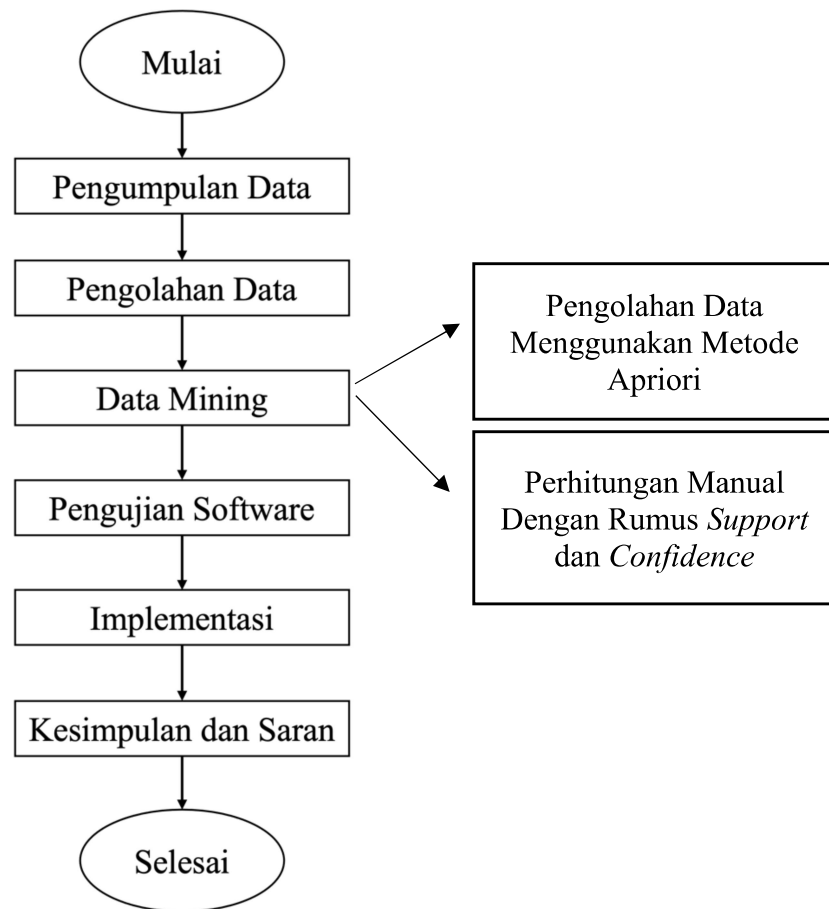 Mulai
Pengumpulan Data
Pengolahan Data
Data Mining
Pengolahan Data
Menggunakan Metode
Apriori
Perhitungan Manual
Dengan Rumus Support
dan Confidence
Pengujian Software
Implementasi
Kesimpulan dan Saran
Selesai